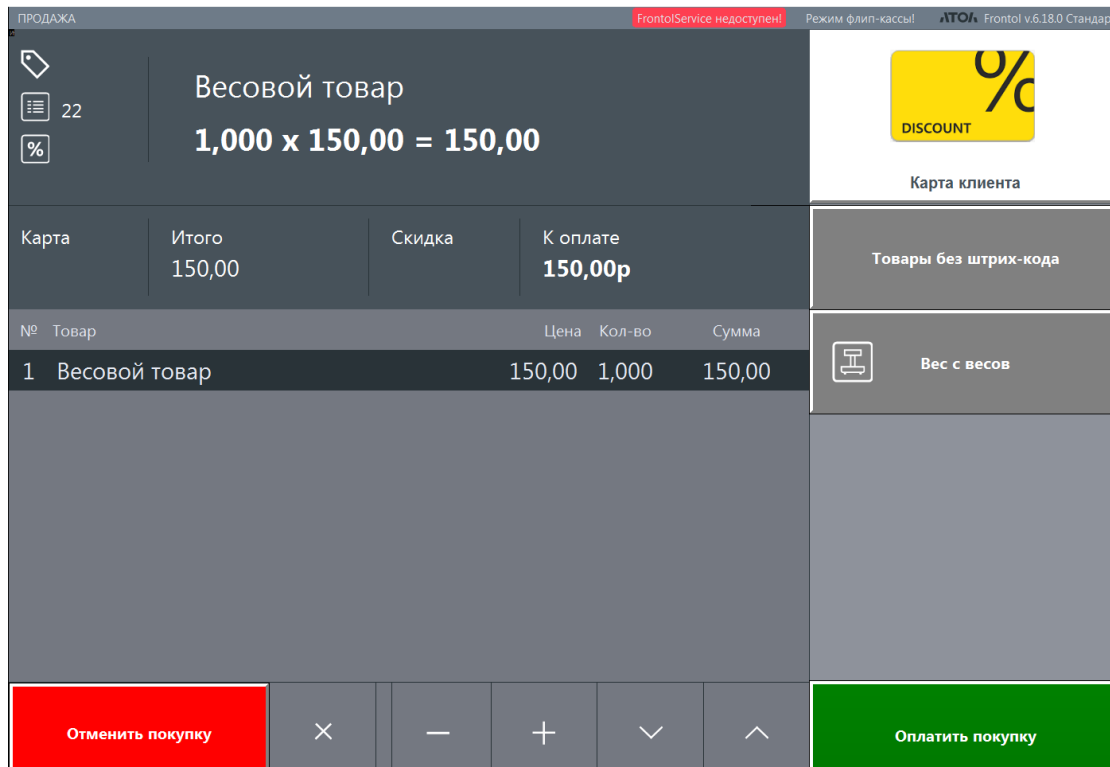 ПРОДАЖА FrontolService недоступен! Режим флип-кассы! АТОЛ Frontol v.6.18.0 Стандар
22
Весовой товар
1,000 x 150,00 = 150,00
%
DISCOUNT
Карта клиента
Карта Итого Скидка К оплате
150,00 150,00р
Товары без штрих-кода
№ Товар Цена Кол-во Сумма
1 Весовой товар 150,00 1,000 150,00
Вес с весов
Отменить покупку
Оплатить покупку